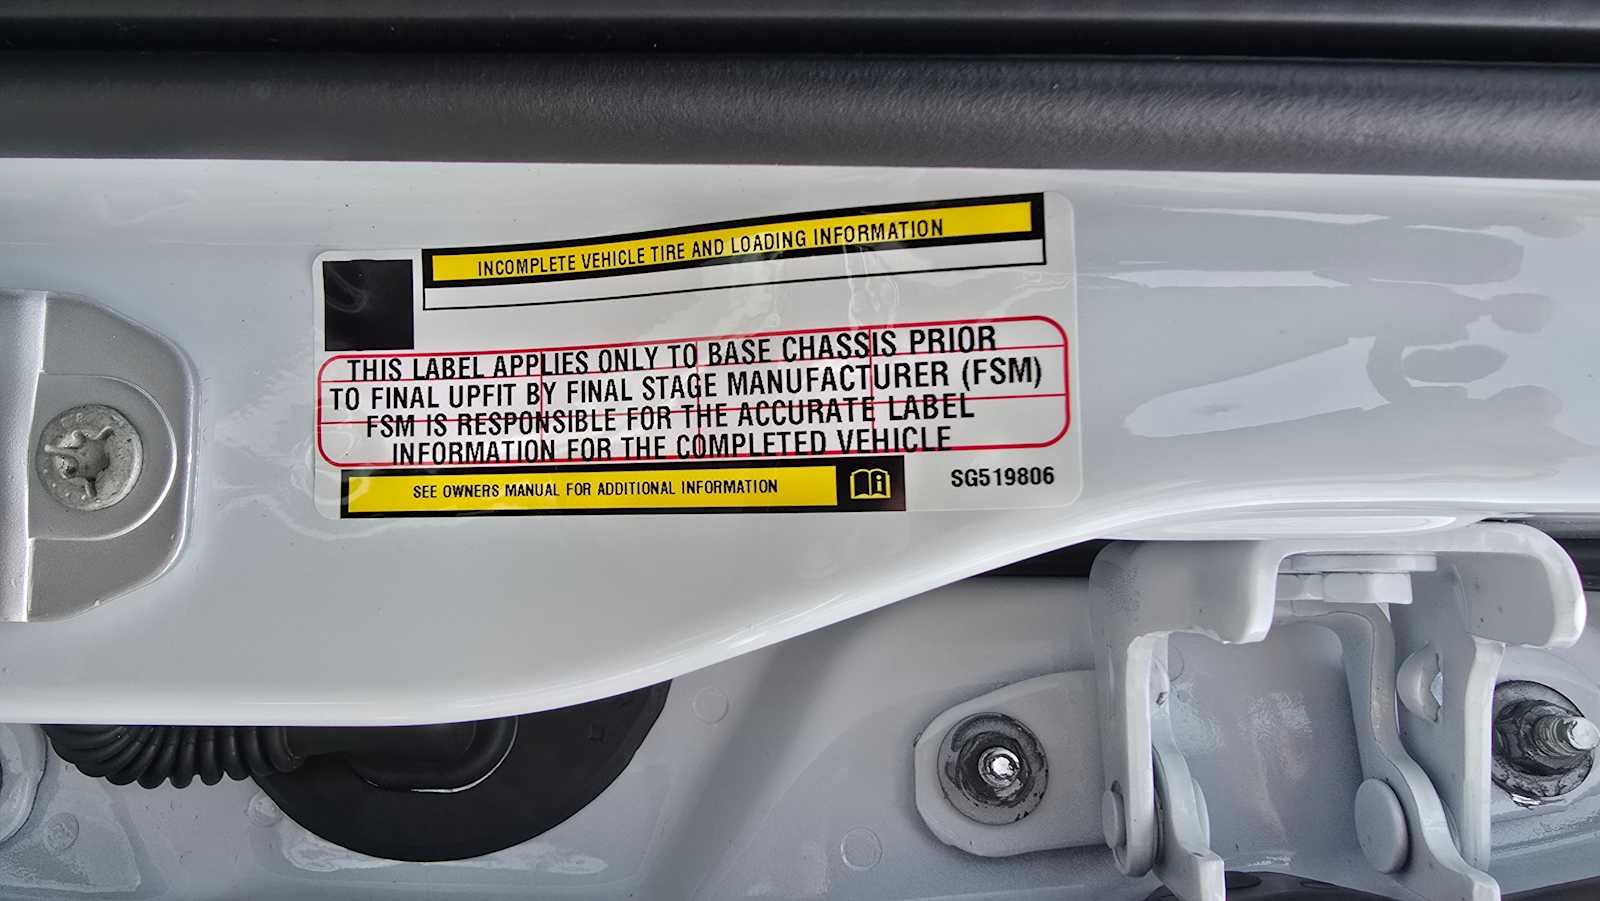 INCOMPLETE VEHICLE TIRE AND LOADING INFORMATION
THIS LABEL APPLIES ONLY TO BASE CHASSIS PRIOR
TO FINAL UPFIT BY FINAL STAGE MANUFACTURER (FSM)
FSM IS RESPONSIBLE FOR THE ACCURATE LABEL
INFORMATION FOR THE COMPLETED VEHICLE
SEE OWNERS MANUAL FOR ADDITIONAL INFORMATION
SG519806